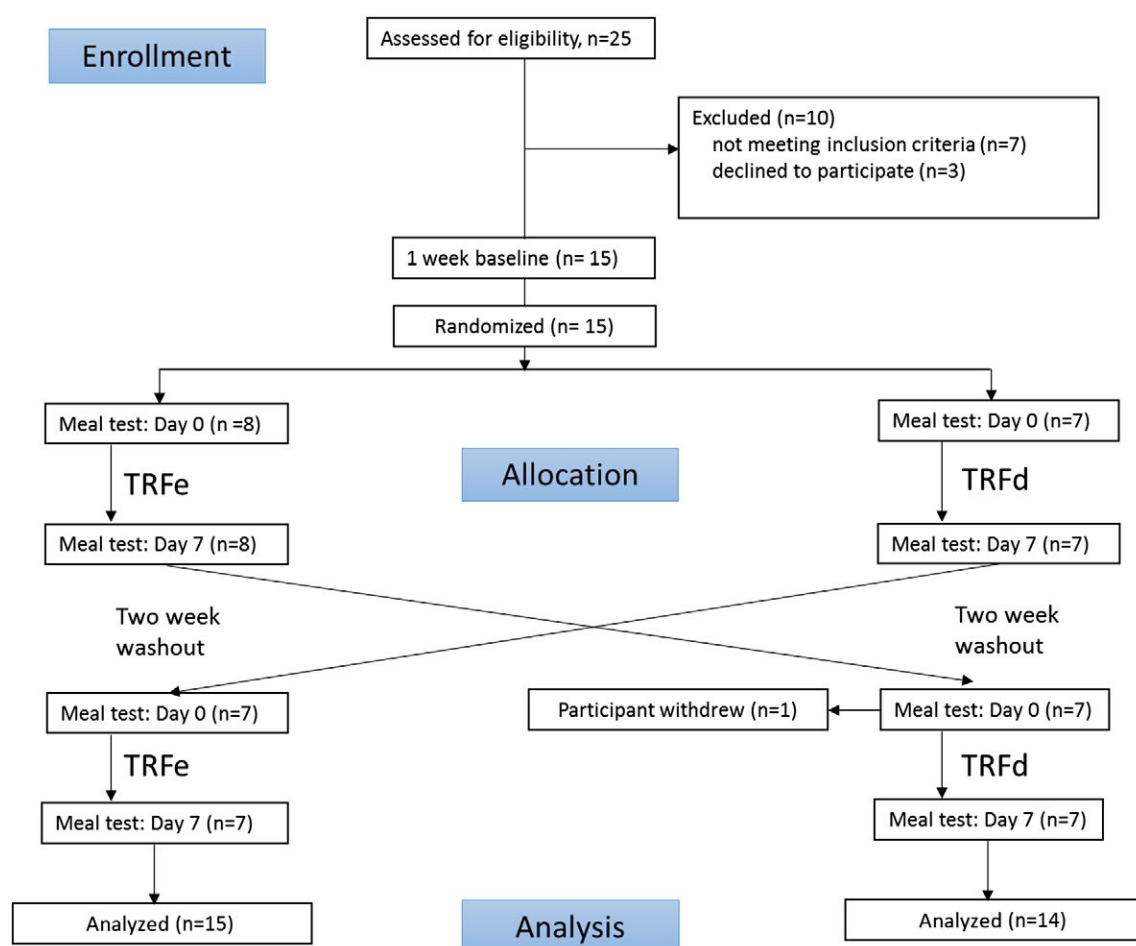 Enrollment
Assessed for eligibility, n=25
Excluded (n=10)
not meeting inclusion criteria (n=7)
declined to participate (n=3)
1 week baseline (n= 15)
Randomized (n= 15)
Meal test: Day 0 (n =8)
Meal test: Day 0 (n=7)
Allocation
TRFe
TRFd
Meal test: Day 7 (n=8)
Meal test: Day 7 (n=7)
Two week
washout
Two week
washout
Meal test: Day 0 (n=7)
Participant withdrew (n=1)
Meal test: Day 0 (n=7)
TRFe
TRFd
Meal test: Day 7 (n=7)
Meal test: Day 7 (n=7)
Analyzed (n=15)
Analysis
Analyzed (n=14)